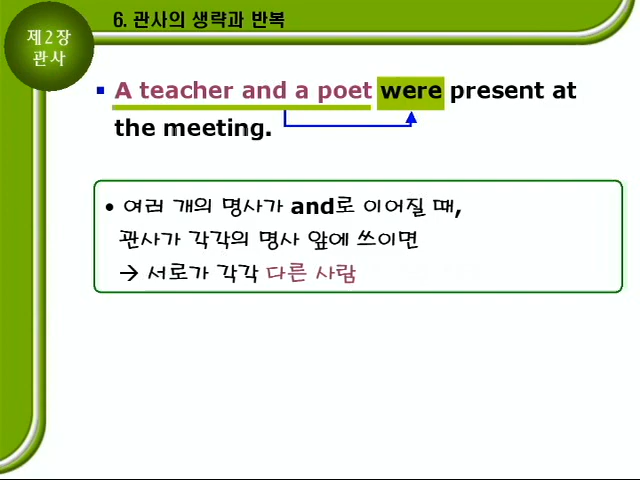 6. 관사의 생략과 반복
제2장
관사
▪ A teacher and a poet were present at
the meeting.
• 여러 개의 명사가 and로 이어질 때,
관사가 각각의 명사 앞에 쓰이면
→ 서로가 각각 다른 사람